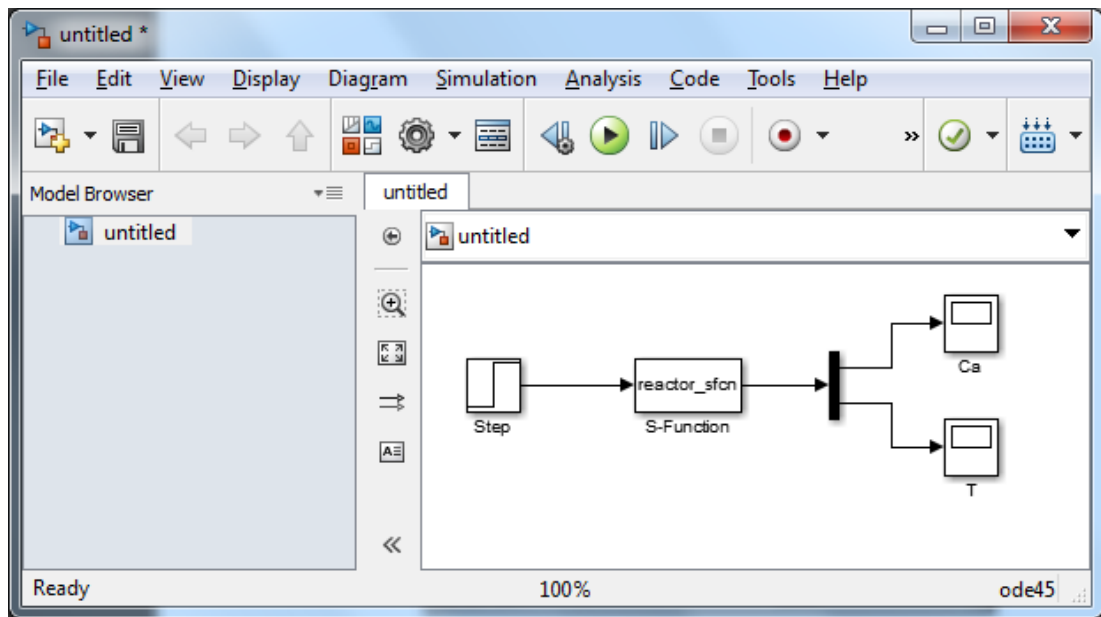 untitled *
File Edit View Display Diagram Simulation Analysis Code Tools Help
»
Model Browser
untitled
untitled
untitled
reactor_sfcn
Step
S-Function
Ca
T
Ready 100% ode45